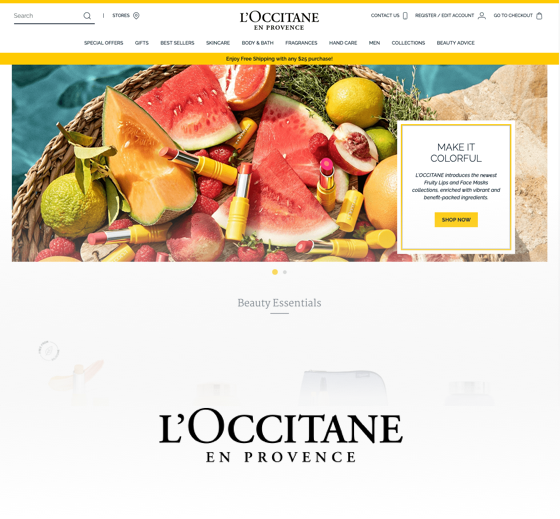 Search
STORES
L'OCCITANE
EN PROVENCE
CONTACT US
REGISTER / EDIT ACCOUNT
GO TO CHECKOUT
SPECIAL OFFERS
GIFTS
BEST SELLERS
SKINCARE
BODY & BATH
FRAGRANCES
HAND CARE
MEN
COLLECTIONS
BEAUTY ADVICE
Enjoy Free Shipping with any $25 purchase!
MAKE IT
COLORFUL
L'OCCITANE introduces the newest
Fruity Lips and Face Masks
collections, enriched with vibrant and
benefit-packed ingredients.
SHOP NOW
Beauty Essentials
L'OCCITANE
EN PROVENCE